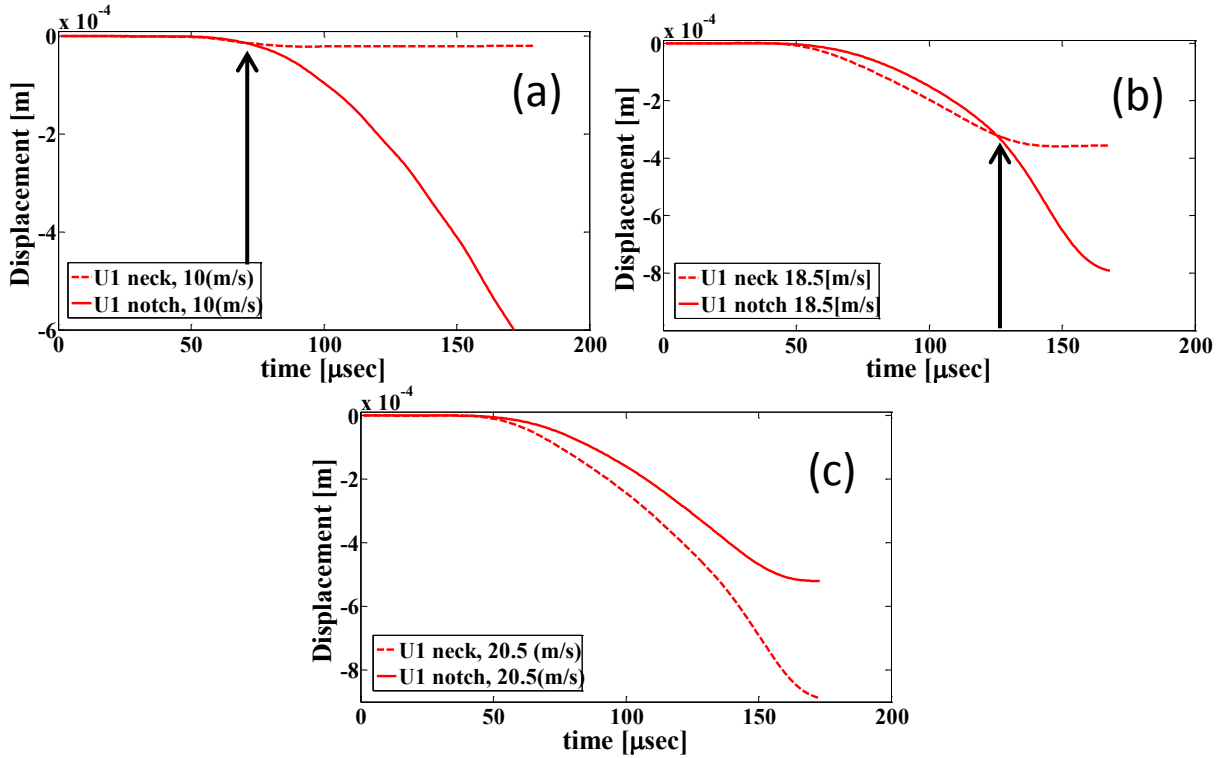 x 10⁻⁴
0
-2
-4
-6
Displacement [m]
(a)
U1 neck, 10(m/s)
U1 notch, 10(m/s)
0 50 100 150 200
time [μsec]
x 10⁻⁴
0
-2
-4
-6
-8
Displacement [m]
(b)
U1 neck 18.5[m/s]
U1 notch 18.5[m/s]
0 50 100 150 200
time [μsec]
x 10⁻⁴
0
-2
-4
-6
-8
Displacement [m]
(c)
U1 neck, 20.5 (m/s)
U1 notch, 20.5(m/s)
0 50 100 150 200
time [μsec]